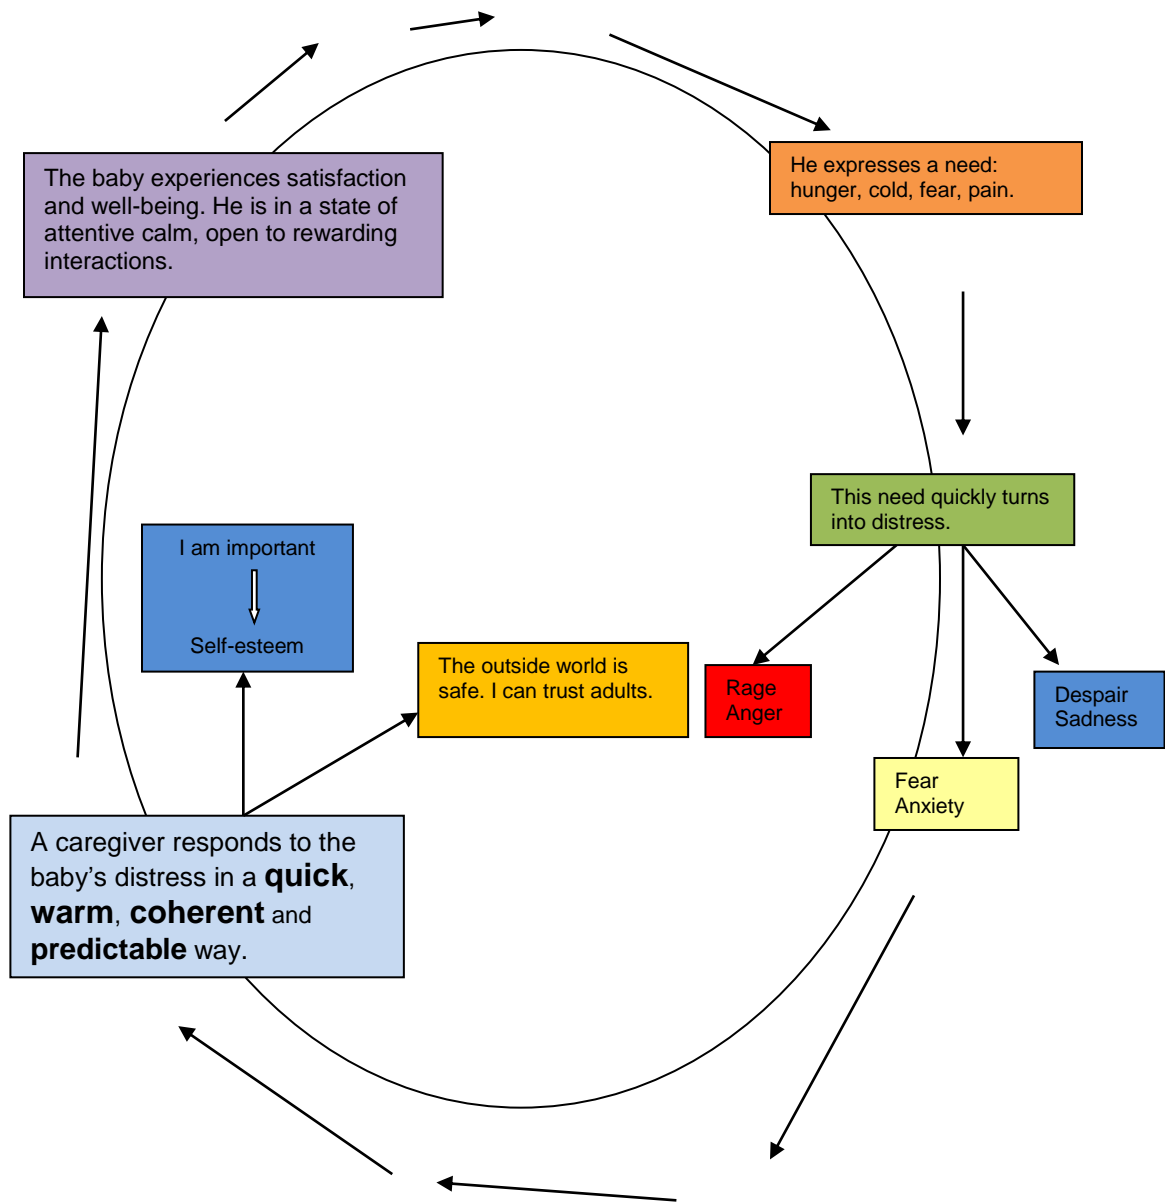 The baby experiences satisfaction
and well-being. He is in a state of
attentive calm, open to rewarding
interactions.
He expresses a need:
hunger, cold, fear, pain.
This need quickly turns
into distress.
I am important
Self-esteem
The outside world is
safe. I can trust adults.
Rage
Anger
Despair
Sadness
Fear
Anxiety
A caregiver responds to the
baby’s distress in a quick,
warm, coherent and
predictable way.